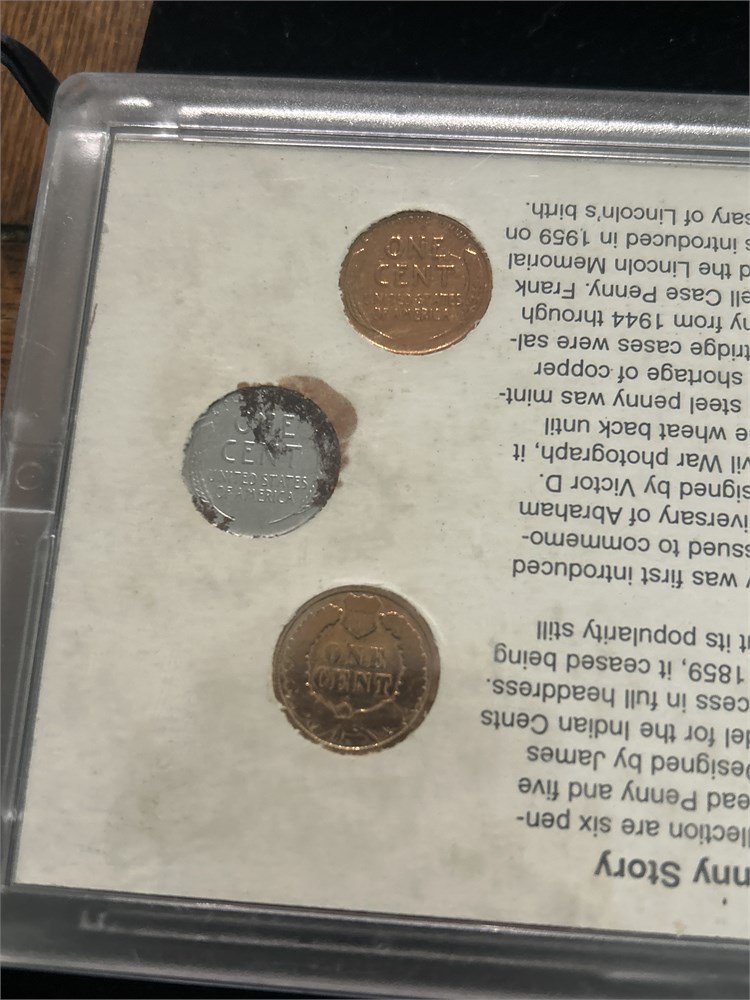 nny Story
llection are six pen-
ead Penny and five
Designed by James
del for the Indian Cents
cess in full headdress.
1859, it ceased being
t its popularity still
y was first introduced
ssued to commemo-
iversary of Abraham
signed by Victor D.
vil War photograph, it
e wheat back until
steel penny was mint-
shortage of copper
tridge cases were sal-
ny from 1944 through
ell Case Penny. Frank
d the Lincoln Memorial
s introduced in 1959 on
sary of Lincoln's birth.
ONE
CENT
UNITED STATES
OF AMERICA
ONE
CENT
UNITED STATES
OF AMERICA
ONE
CENT